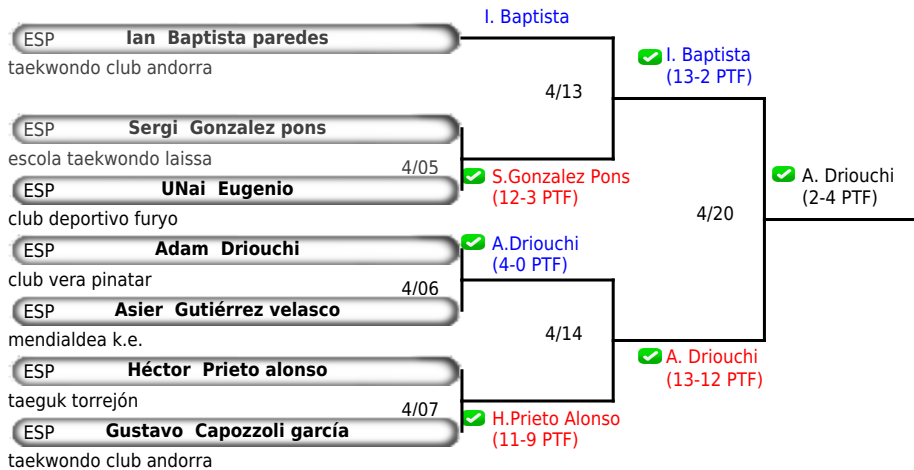 I. Baptista
ESP Ian Baptista paredes
taekwondo club andorra
I. Baptista
(13-2 PTF)
4/13
ESP Sergi Gonzalez pons
escola taekwondo laissa
4/05
S.Gonzalez Pons
(12-3 PTF)
ESP UNai Eugenio
club deportivo furyo
A. Driouchi
(2-4 PTF)
4/20
ESP Adam Driouchi
club vera pinatar
A.Driouchi
(4-0 PTF)
4/06
ESP Asier Gutiérrez velasco
mendialdea k.e.
4/14
A. Driouchi
(13-12 PTF)
ESP Héctor Prieto alonso
taeguk torrejón
4/07
H.Prieto Alonso
(11-9 PTF)
ESP Gustavo Capozzoli garcía
taekwondo club andorra